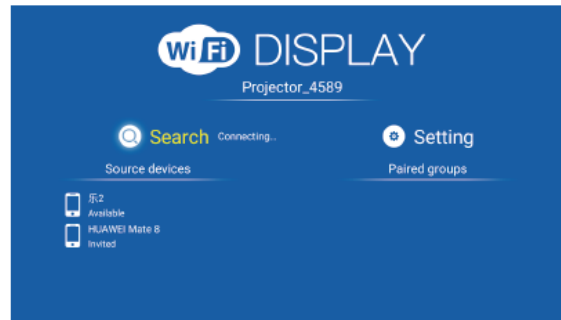 WiFi DISPLAY
Projector_4589
Search Connecting..
Setting
Source devices
Paired groups
乐2
Available
HUAWEI Mate 8
Invited